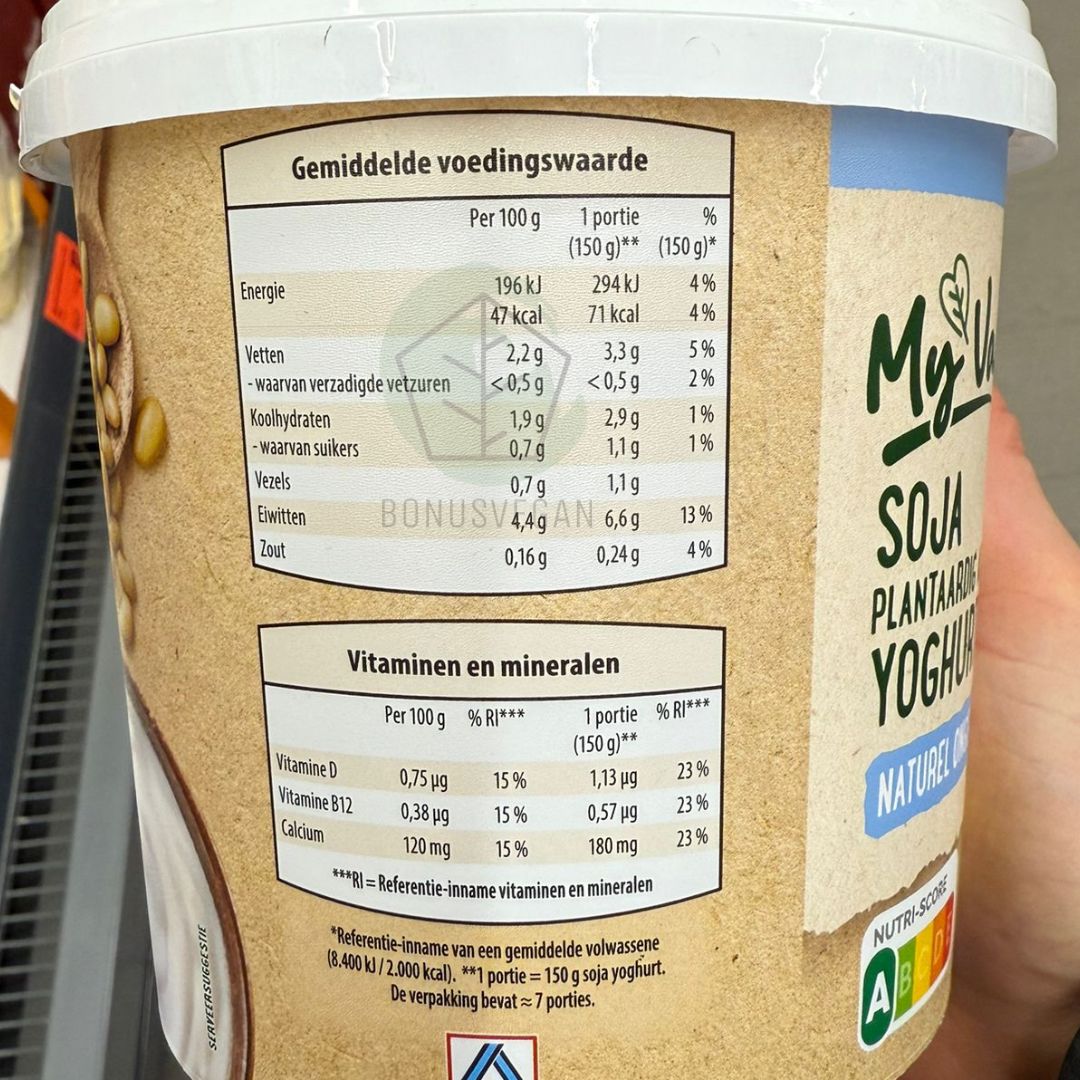 Gemiddelde voedingswaarde
Per 100 g 1 portie %
(150 g)** (150 g)*
Energie 196 kJ 294 kJ 4 %
47 kcal 71 kcal 4 %
Vetten 2,2 g 3,3 g 5 %
- waarvan verzadigde vetzuren <0,5 g <0,5 g 2 %
Koolhydraten 1,9 g 2,9 g 1 %
- waarvan suikers 0,7 g 1,1 g 1 %
Vezels 0,7 g 1,1 g
Eiwitten 4,4 g 6,6 g 13 %
Zout 0,16 g 0,24 g 4 %
BONUSVEGAN
Vitaminen en mineralen
Per 100 g % RI*** 1 portie % RI***
(150 g)**
Vitamine D 0,75 µg 15 % 1,13 µg 23 %
Vitamine B12 0,38 µg 15 % 0,57 µg 23 %
Calcium 120 mg 15 % 180 mg 23 %
***RI = Referentie-inname vitaminen en mineralen
*Referentie-inname van een gemiddelde volwassene
(8.400 kJ / 2.000 kcal). **1 portie = 150 g soja yoghurt.
De verpakking bevat ≈ 7 porties.
SERVEERSUGGESTIE
My
SOJA
PLANTAARDIG
YOGHUR
NATUREL
NUTRI-SCORE
A B C D